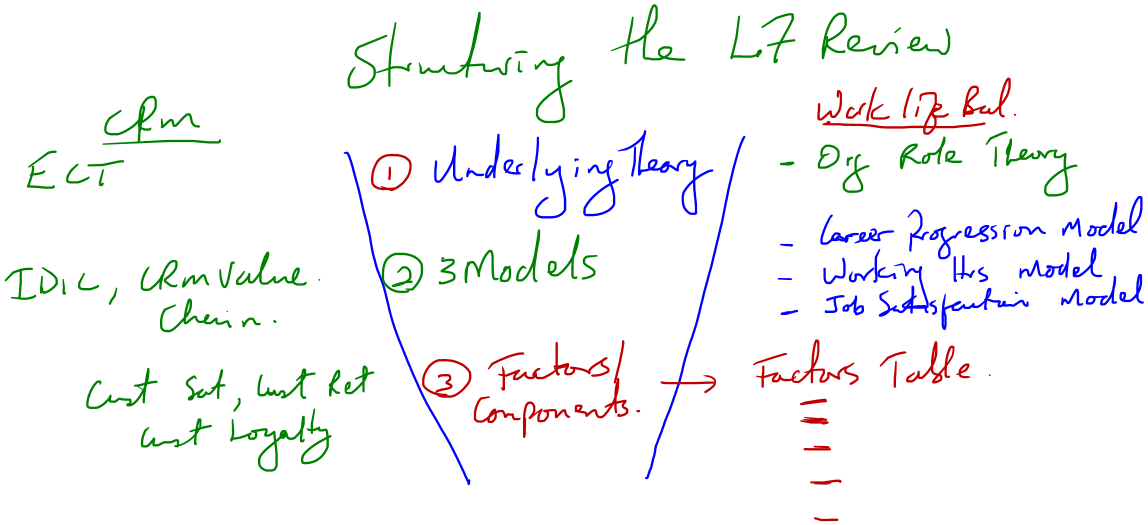 Structuring the LF Review
CRM
ECT
IDIC, CRM Value
Chain.
Cust Sat, Cust Ret
Cust Loyalty
① Underlying Theory
② 3 Models
③ Factors/
Components. →
Work life Bal.
- Org Role Theory
- Career Progression Model
- Working Hrs Model
- Job Satisfaction Model
Factors Table.